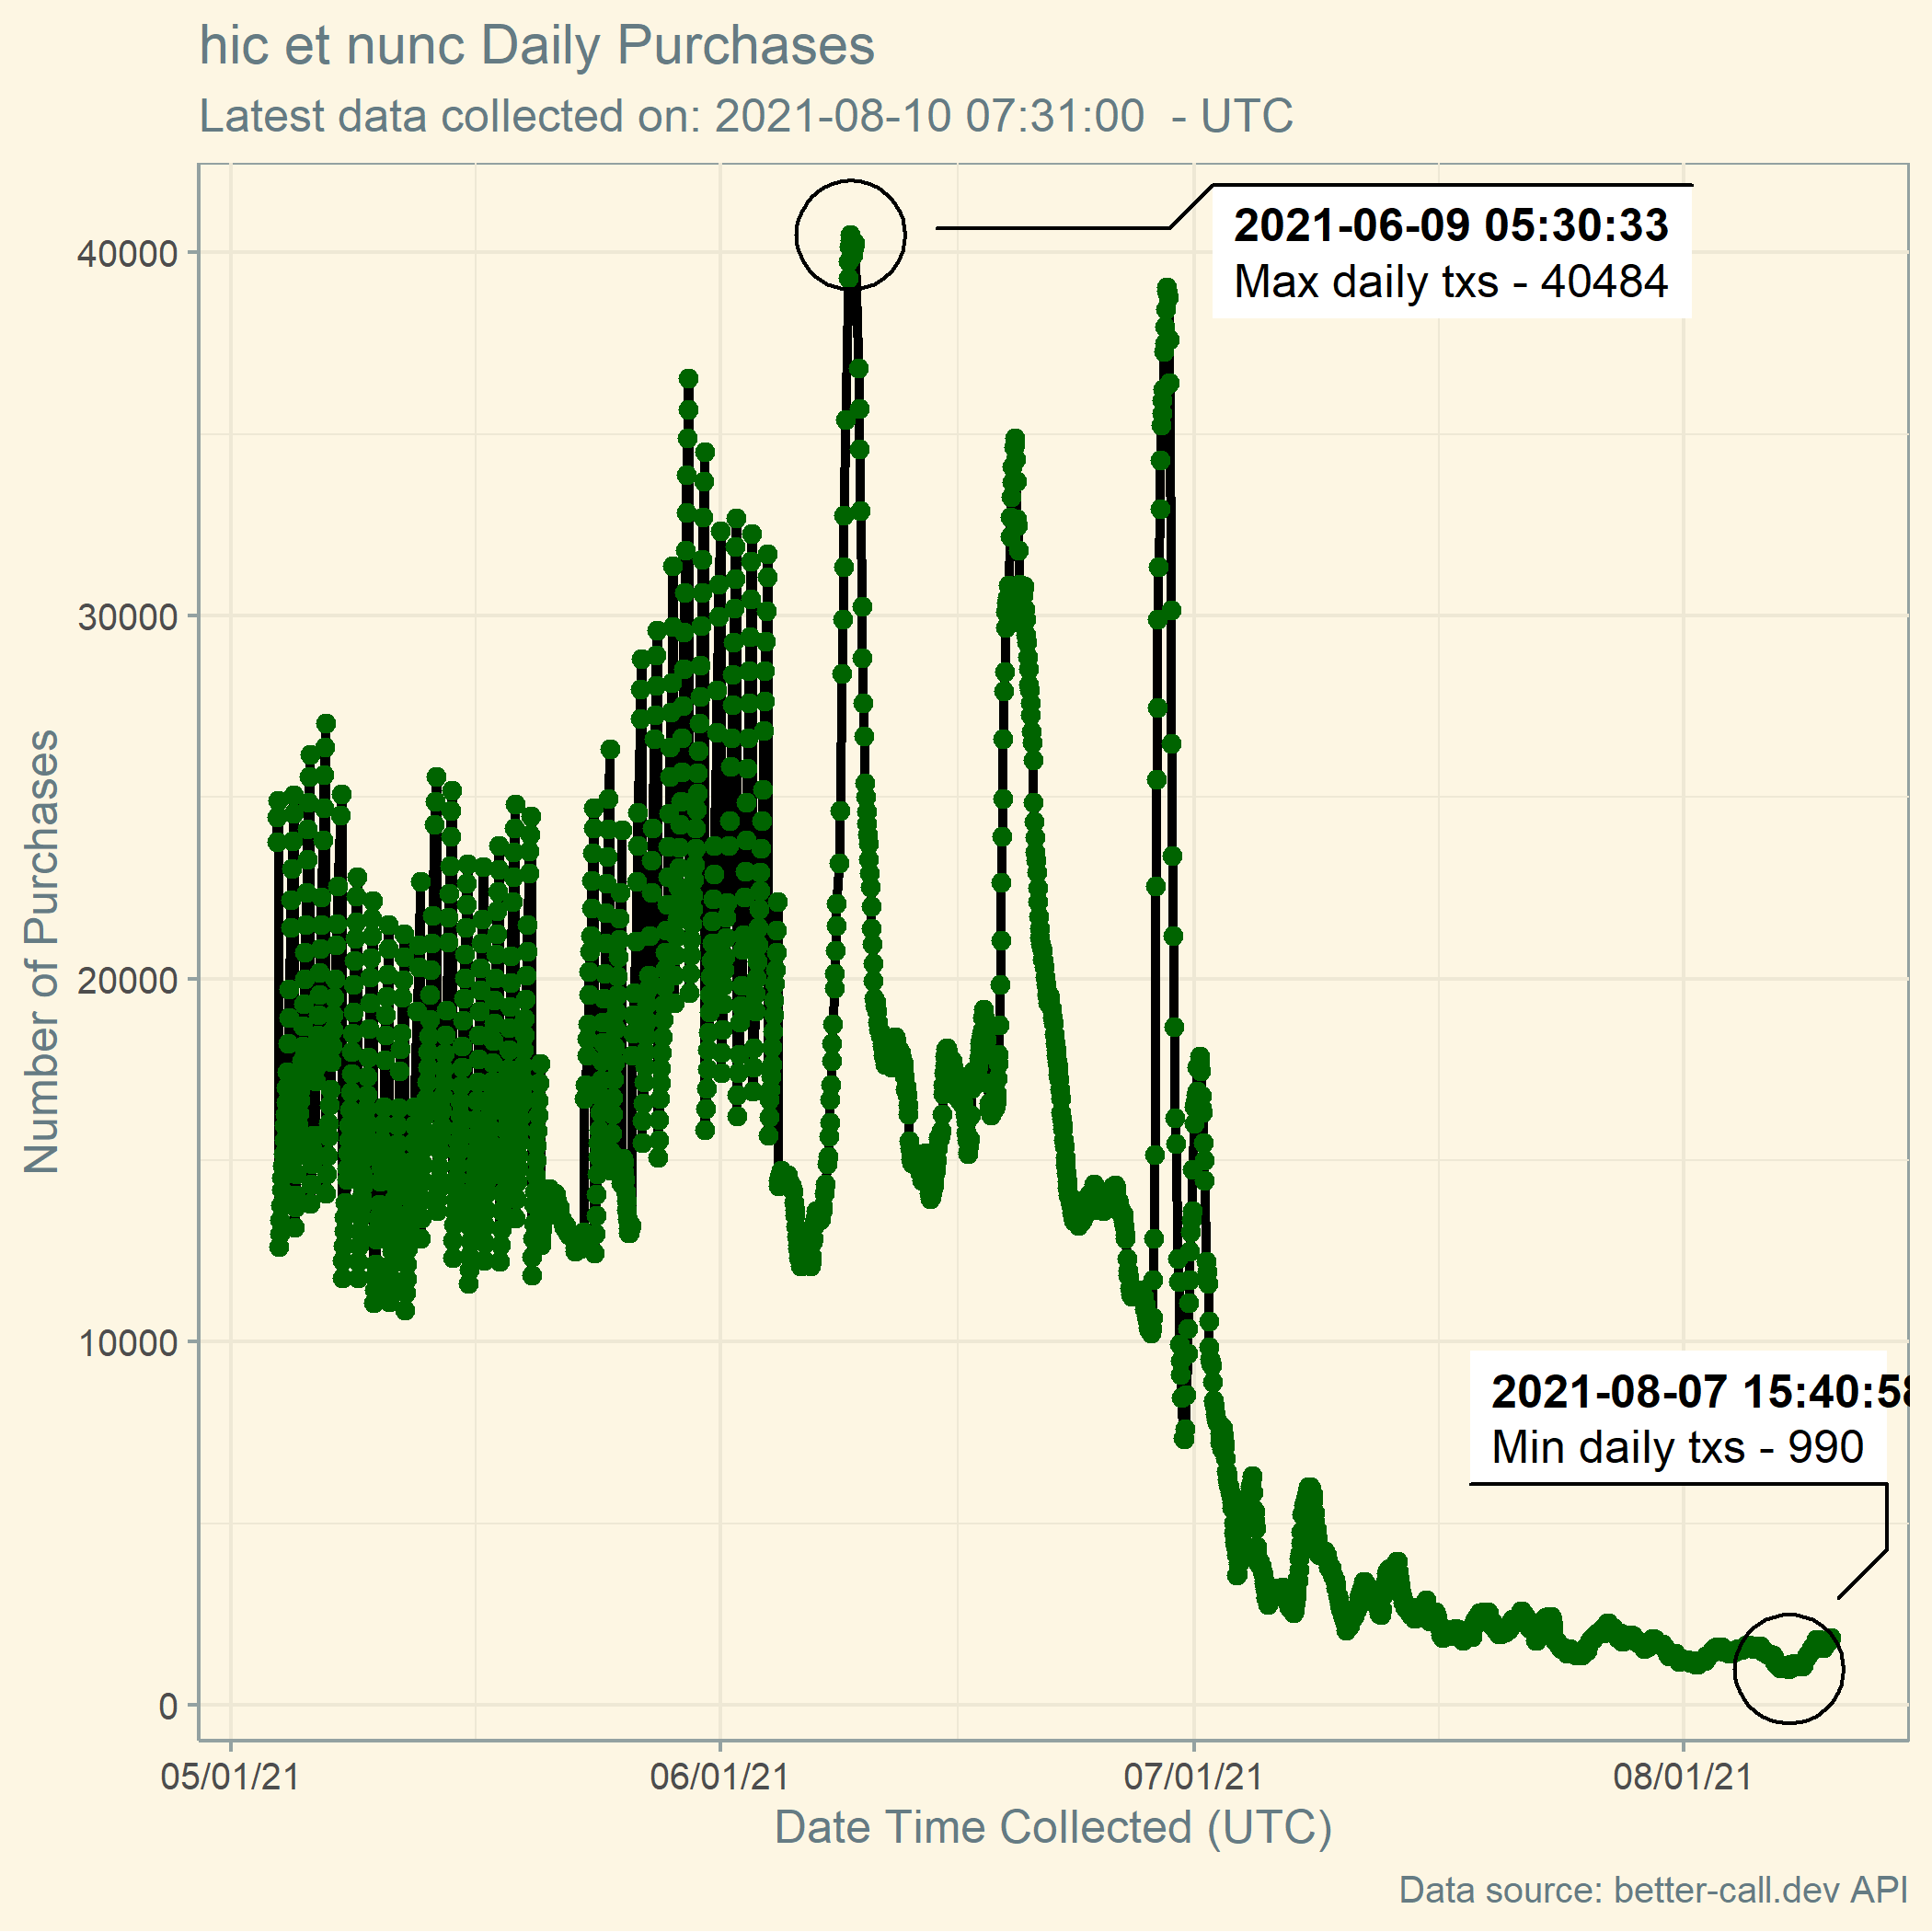 hic et nunc Daily Purchases
Latest data collected on: 2021-08-10 07:31:00 - UTC
2021-06-09 05:30:33
Max daily txs - 40484
40000
30000
20000
10000
0
Number of Purchases
2021-08-07 15:40:58
Min daily txs - 990
05/01/21
06/01/21
07/01/21
08/01/21
Date Time Collected (UTC)
Data source: better-call.dev API